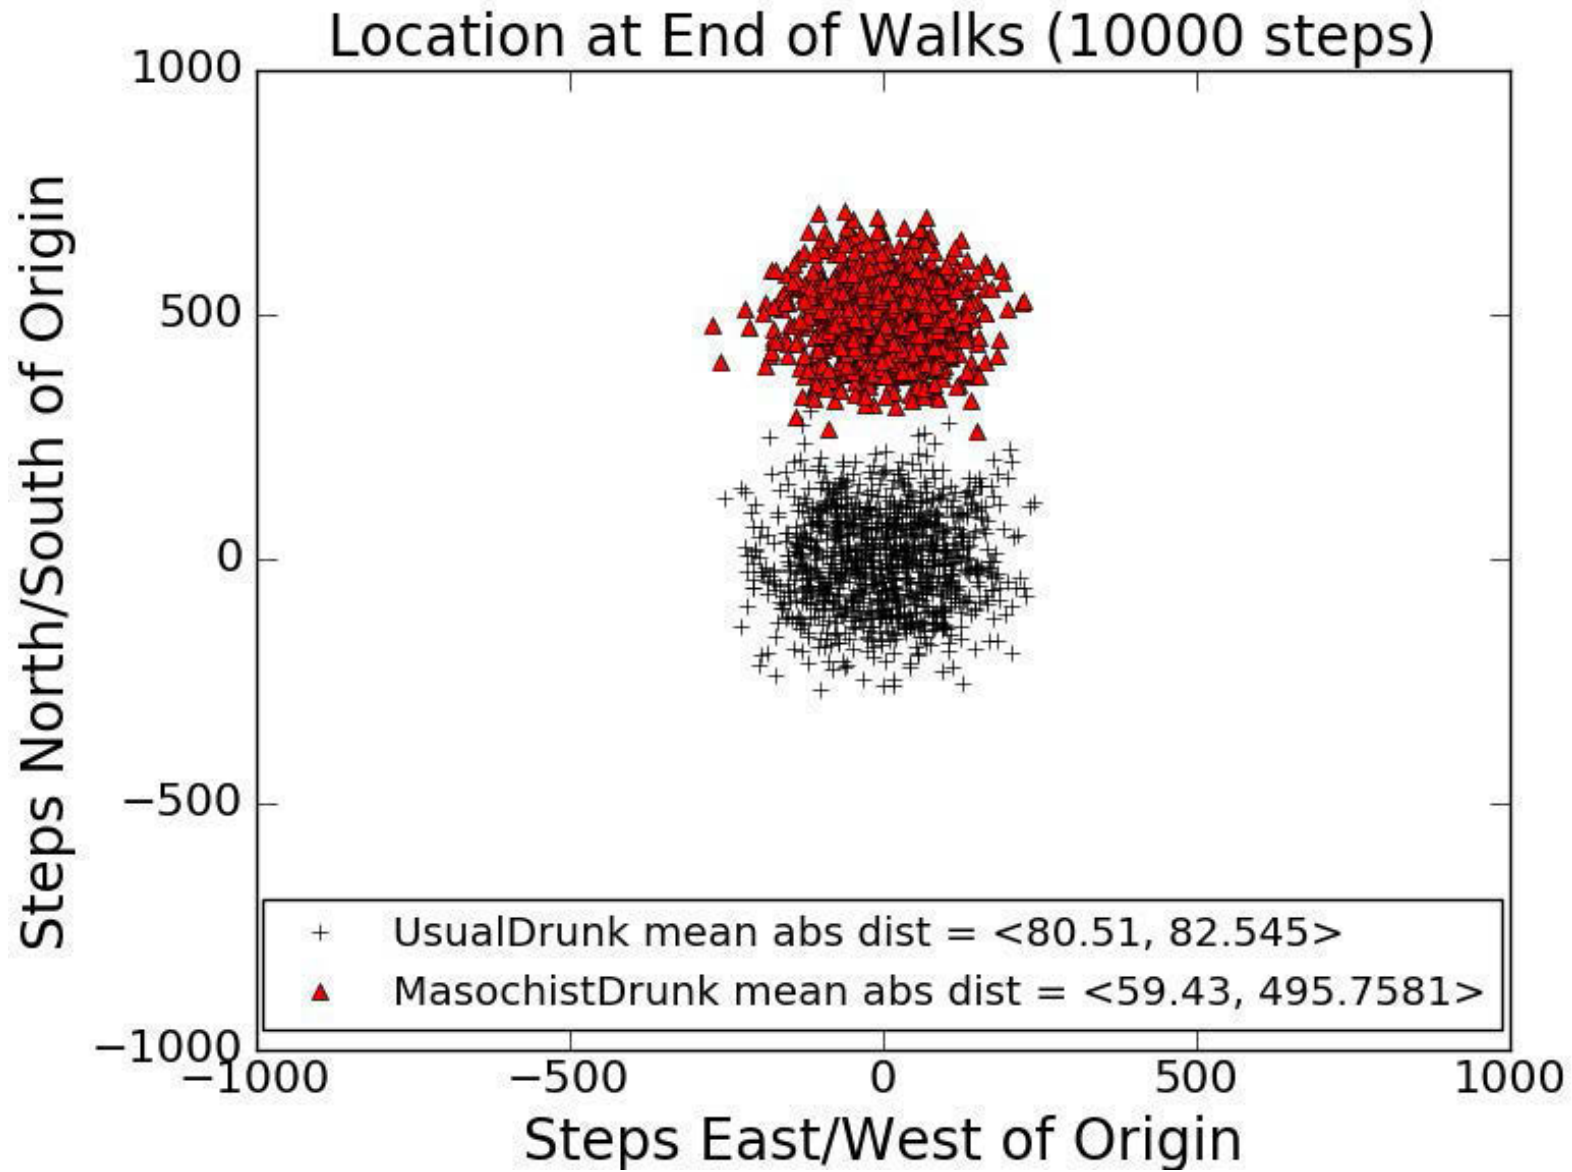 Location at End of Walks (10000 steps)
1000
500
0
−500
−1000
Steps North/South of Origin
UsualDrunk mean abs dist = <80.51, 82.545>
MasochistDrunk mean abs dist = <59.43, 495.7581>
−1000 −500 0 500 1000
Steps East/West of Origin